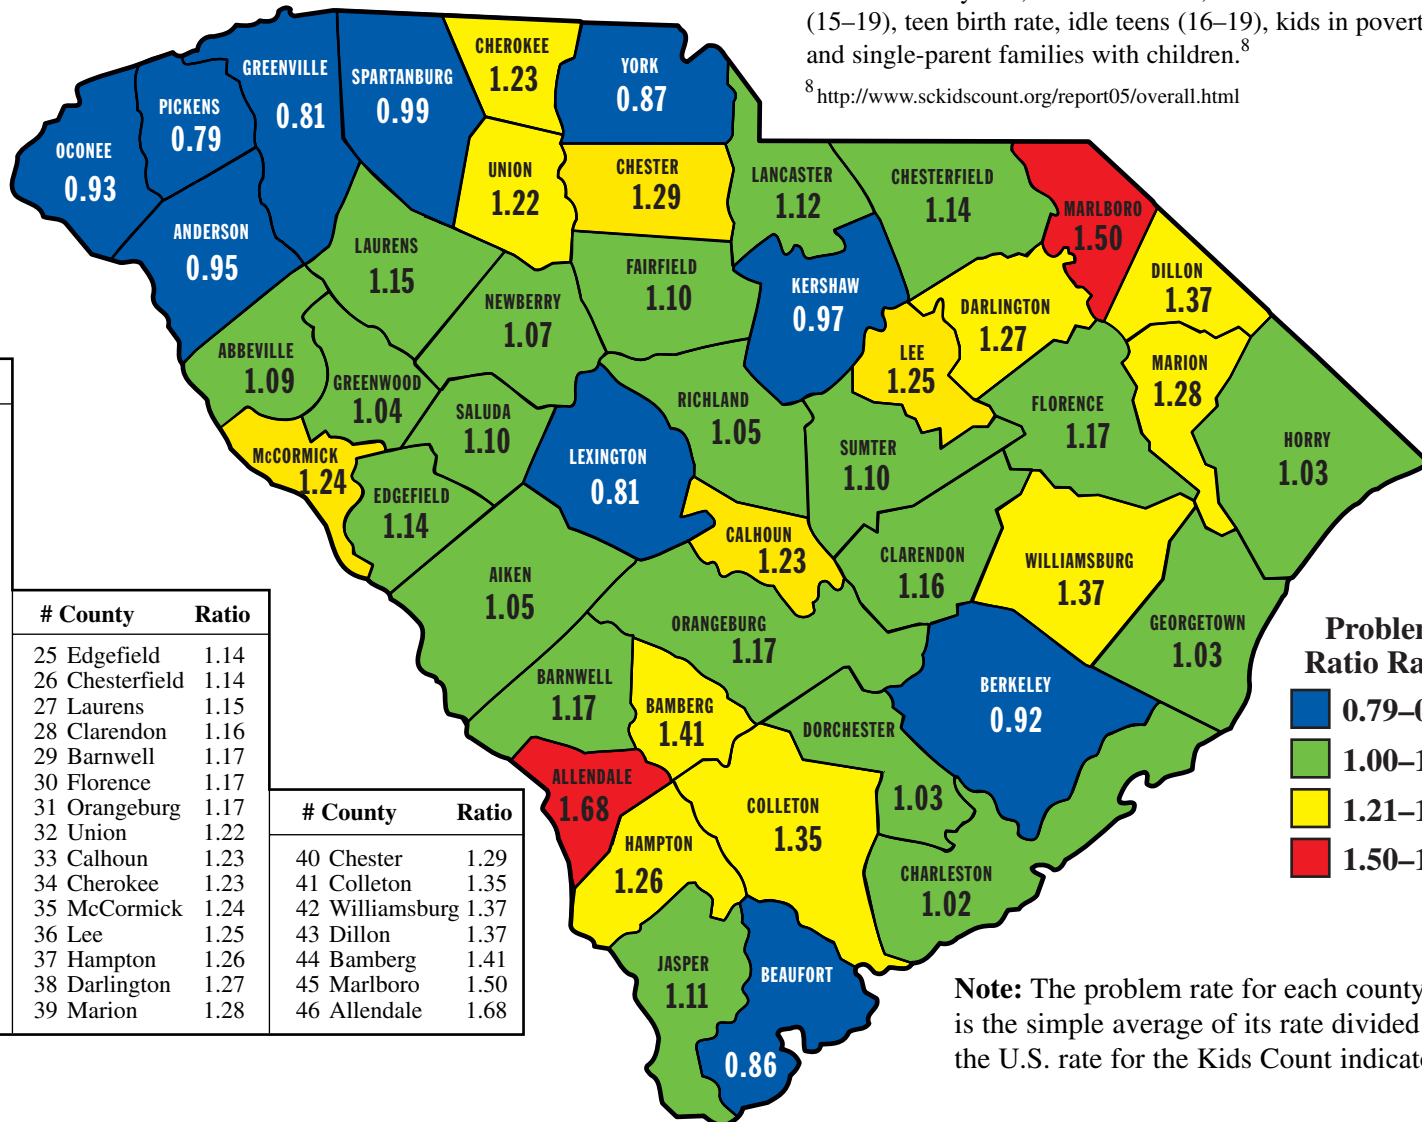 (15–19), teen birth rate, idle teens (16–19), kids in povert
and single-parent families with children.8
8 http://www.sckidscount.org/report05/overall.html
CHEROKEE
1.23
YORK
0.87
GREENVILLE
0.81
SPARTANBURG
0.99
PICKENS
0.79
OCONEE
0.93
UNION
1.22
CHESTER
1.29
LANCASTER
1.12
CHESTERFIELD
1.14
MARLBORO
1.50
ANDERSON
0.95
LAURENS
1.15
FAIRFIELD
1.10
KERSHAW
0.97
DILLON
1.37
NEWBERRY
1.07
DARLINGTON
1.27
ABBEVILLE
1.09
GREENWOOD
1.04
LEE
1.25
MARION
1.28
SALUDA
1.10
RICHLAND
1.05
FLORENCE
1.17
McCORMICK
1.24
LEXINGTON
0.81
SUMTER
1.10
HORRY
1.03
EDGEFIELD
1.14
CALHOUN
1.23
CLARENDON
1.16
WILLIAMSBURG
1.37
AIKEN
1.05
ORANGEBURG
1.17
GEORGETOWN
1.03
BARNWELL
1.17
BAMBERG
1.41
BERKELEY
0.92
DORCHESTER
1.03
ALLENDALE
1.68
COLLETON
1.35
HAMPTON
1.26
CHARLESTON
1.02
JASPER
1.11
BEAUFORT
0.86
# County Ratio
25 Edgefield 1.14
26 Chesterfield 1.14
27 Laurens 1.15
28 Clarendon 1.16
29 Barnwell 1.17
30 Florence 1.17
31 Orangeburg 1.17
32 Union 1.22
33 Calhoun 1.23
34 Cherokee 1.23
35 McCormick 1.24
36 Lee 1.25
37 Hampton 1.26
38 Darlington 1.27
39 Marion 1.28
# County Ratio
40 Chester 1.29
41 Colleton 1.35
42 Williamsburg 1.37
43 Dillon 1.37
44 Bamberg 1.41
45 Marlboro 1.50
46 Allendale 1.68
Problem
Ratio Ra
0.79–0
1.00–1
1.21–1
1.50–1
Note: The problem rate for each county
is the simple average of its rate divided
the U.S. rate for the Kids Count indicat